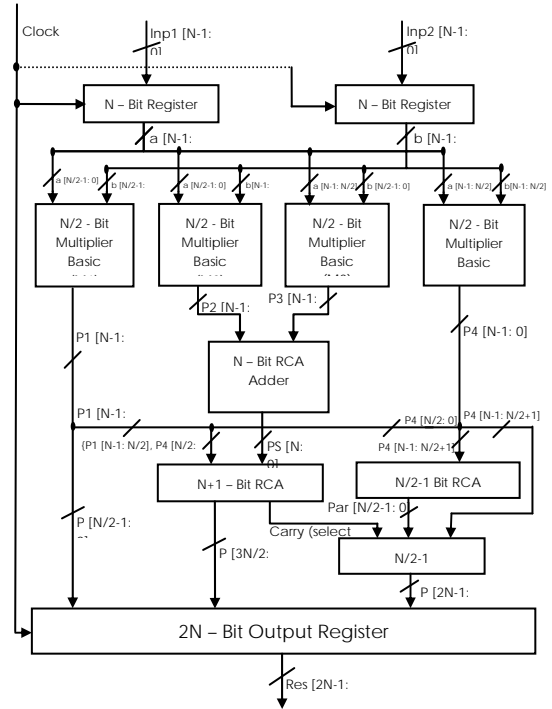 Clock
Inp1 [N-1:
0]
Inp2 [N-1:
0]
N – Bit Register
N – Bit Register
a [N-1:
b [N-1:
a [N/2-1: 0]
b [N/2-1:
a [N/2-1: 0]
b[N-1:
a [N-1: N/2]
b [N/2-1: 0]
a [N-1: N/2]
b[N-1: N/2]
N/2 - Bit
Multiplier
Basic
N/2 - Bit
Multiplier
Basic
N/2 - Bit
Multiplier
Basic
N/2 - Bit
Multiplier
Basic
P2 [N-1:
P3 [N-1:
P1 [N-1:
P4 [N-1: 0]
N – Bit RCA
Adder
P1 [N-1:
P4 [N/2: 0]
P4 [N-1: N/2+1]
{P1 [N-1: N/2], P4 [N/2:
PS [N:
0]
P4 [N-1: N/2+1]
N+1 – Bit RCA
N/2-1 Bit RCA
Par [N/2-1: 0]
P [N/2-1:
Carry (select
P [3N/2:
N/2-1
P [2N-1:
2N – Bit Output Register
Res [2N-1: